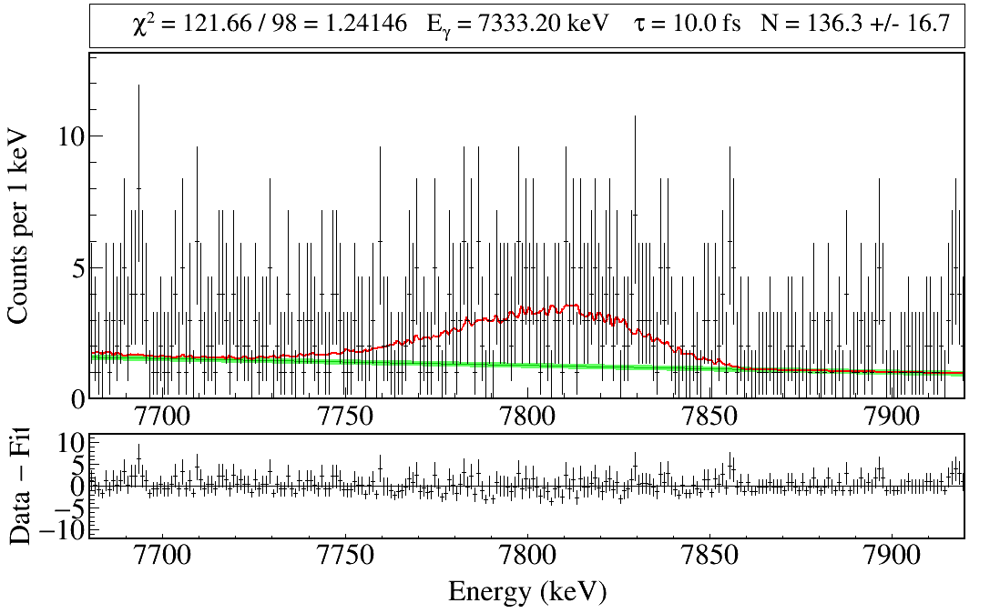 χ² = 121.66 / 98 = 1.24146 Eγ = 7333.20 keV τ = 10.0 fs N = 136.3 +/- 16.7
Counts per 1 keV
10
5
0
7700 7750 7800 7850 7900
Data − Fit
10
5
0
−5
−10
7700 7750 7800 7850 7900
Energy (keV)